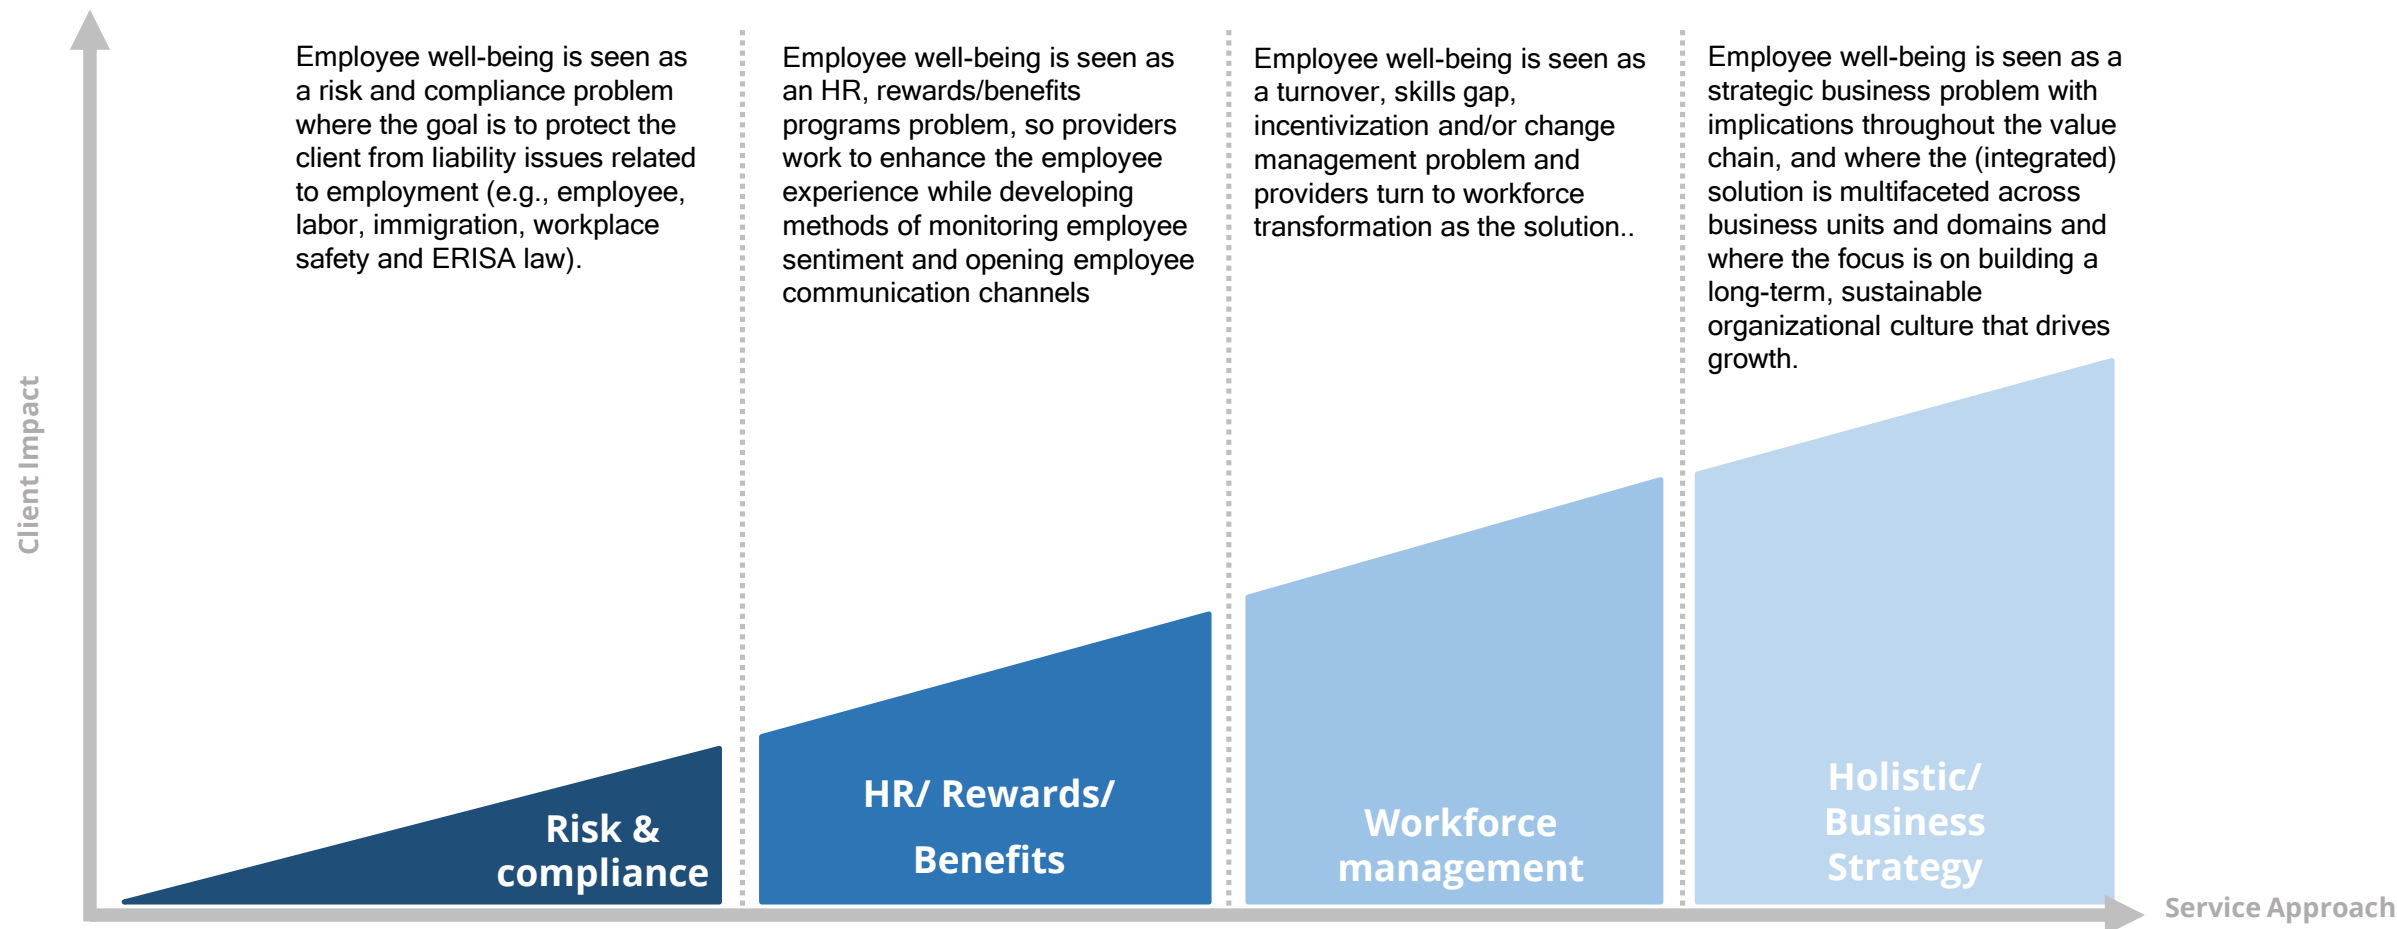 Employee well-being is seen as
a risk and compliance problem
where the goal is to protect the
client from liability issues related
to employment (e.g., employee,
labor, immigration, workplace
safety and ERISA law).
Employee well-being is seen as
an HR, rewards/benefits
programs problem, so providers
work to enhance the employee
experience while developing
methods of monitoring employee
sentiment and opening employee
communication channels
Employee well-being is seen as
a turnover, skills gap,
incentivization and/or change
management problem and
providers turn to workforce
transformation as the solution..
Employee well-being is seen as a
strategic business problem with
implications throughout the value
chain, and where the (integrated)
solution is multifaceted across
business units and domains and
where the focus is on building a
long-term, sustainable
organizational culture that drives
growth.
Client Impact
Risk &
compliance
HR/ Rewards/
Benefits
Workforce
management
Holistic/
Business
Strategy
Service Approach